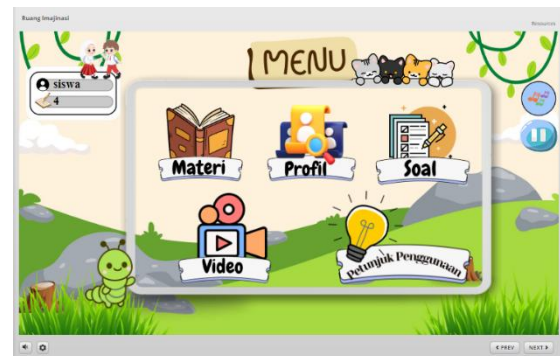 Ruang Imajinasi
Resources
MENU
siswa
4
Materi
Profil
Soal
Video
Petunjuk Penggunaan
PREV
NEXT